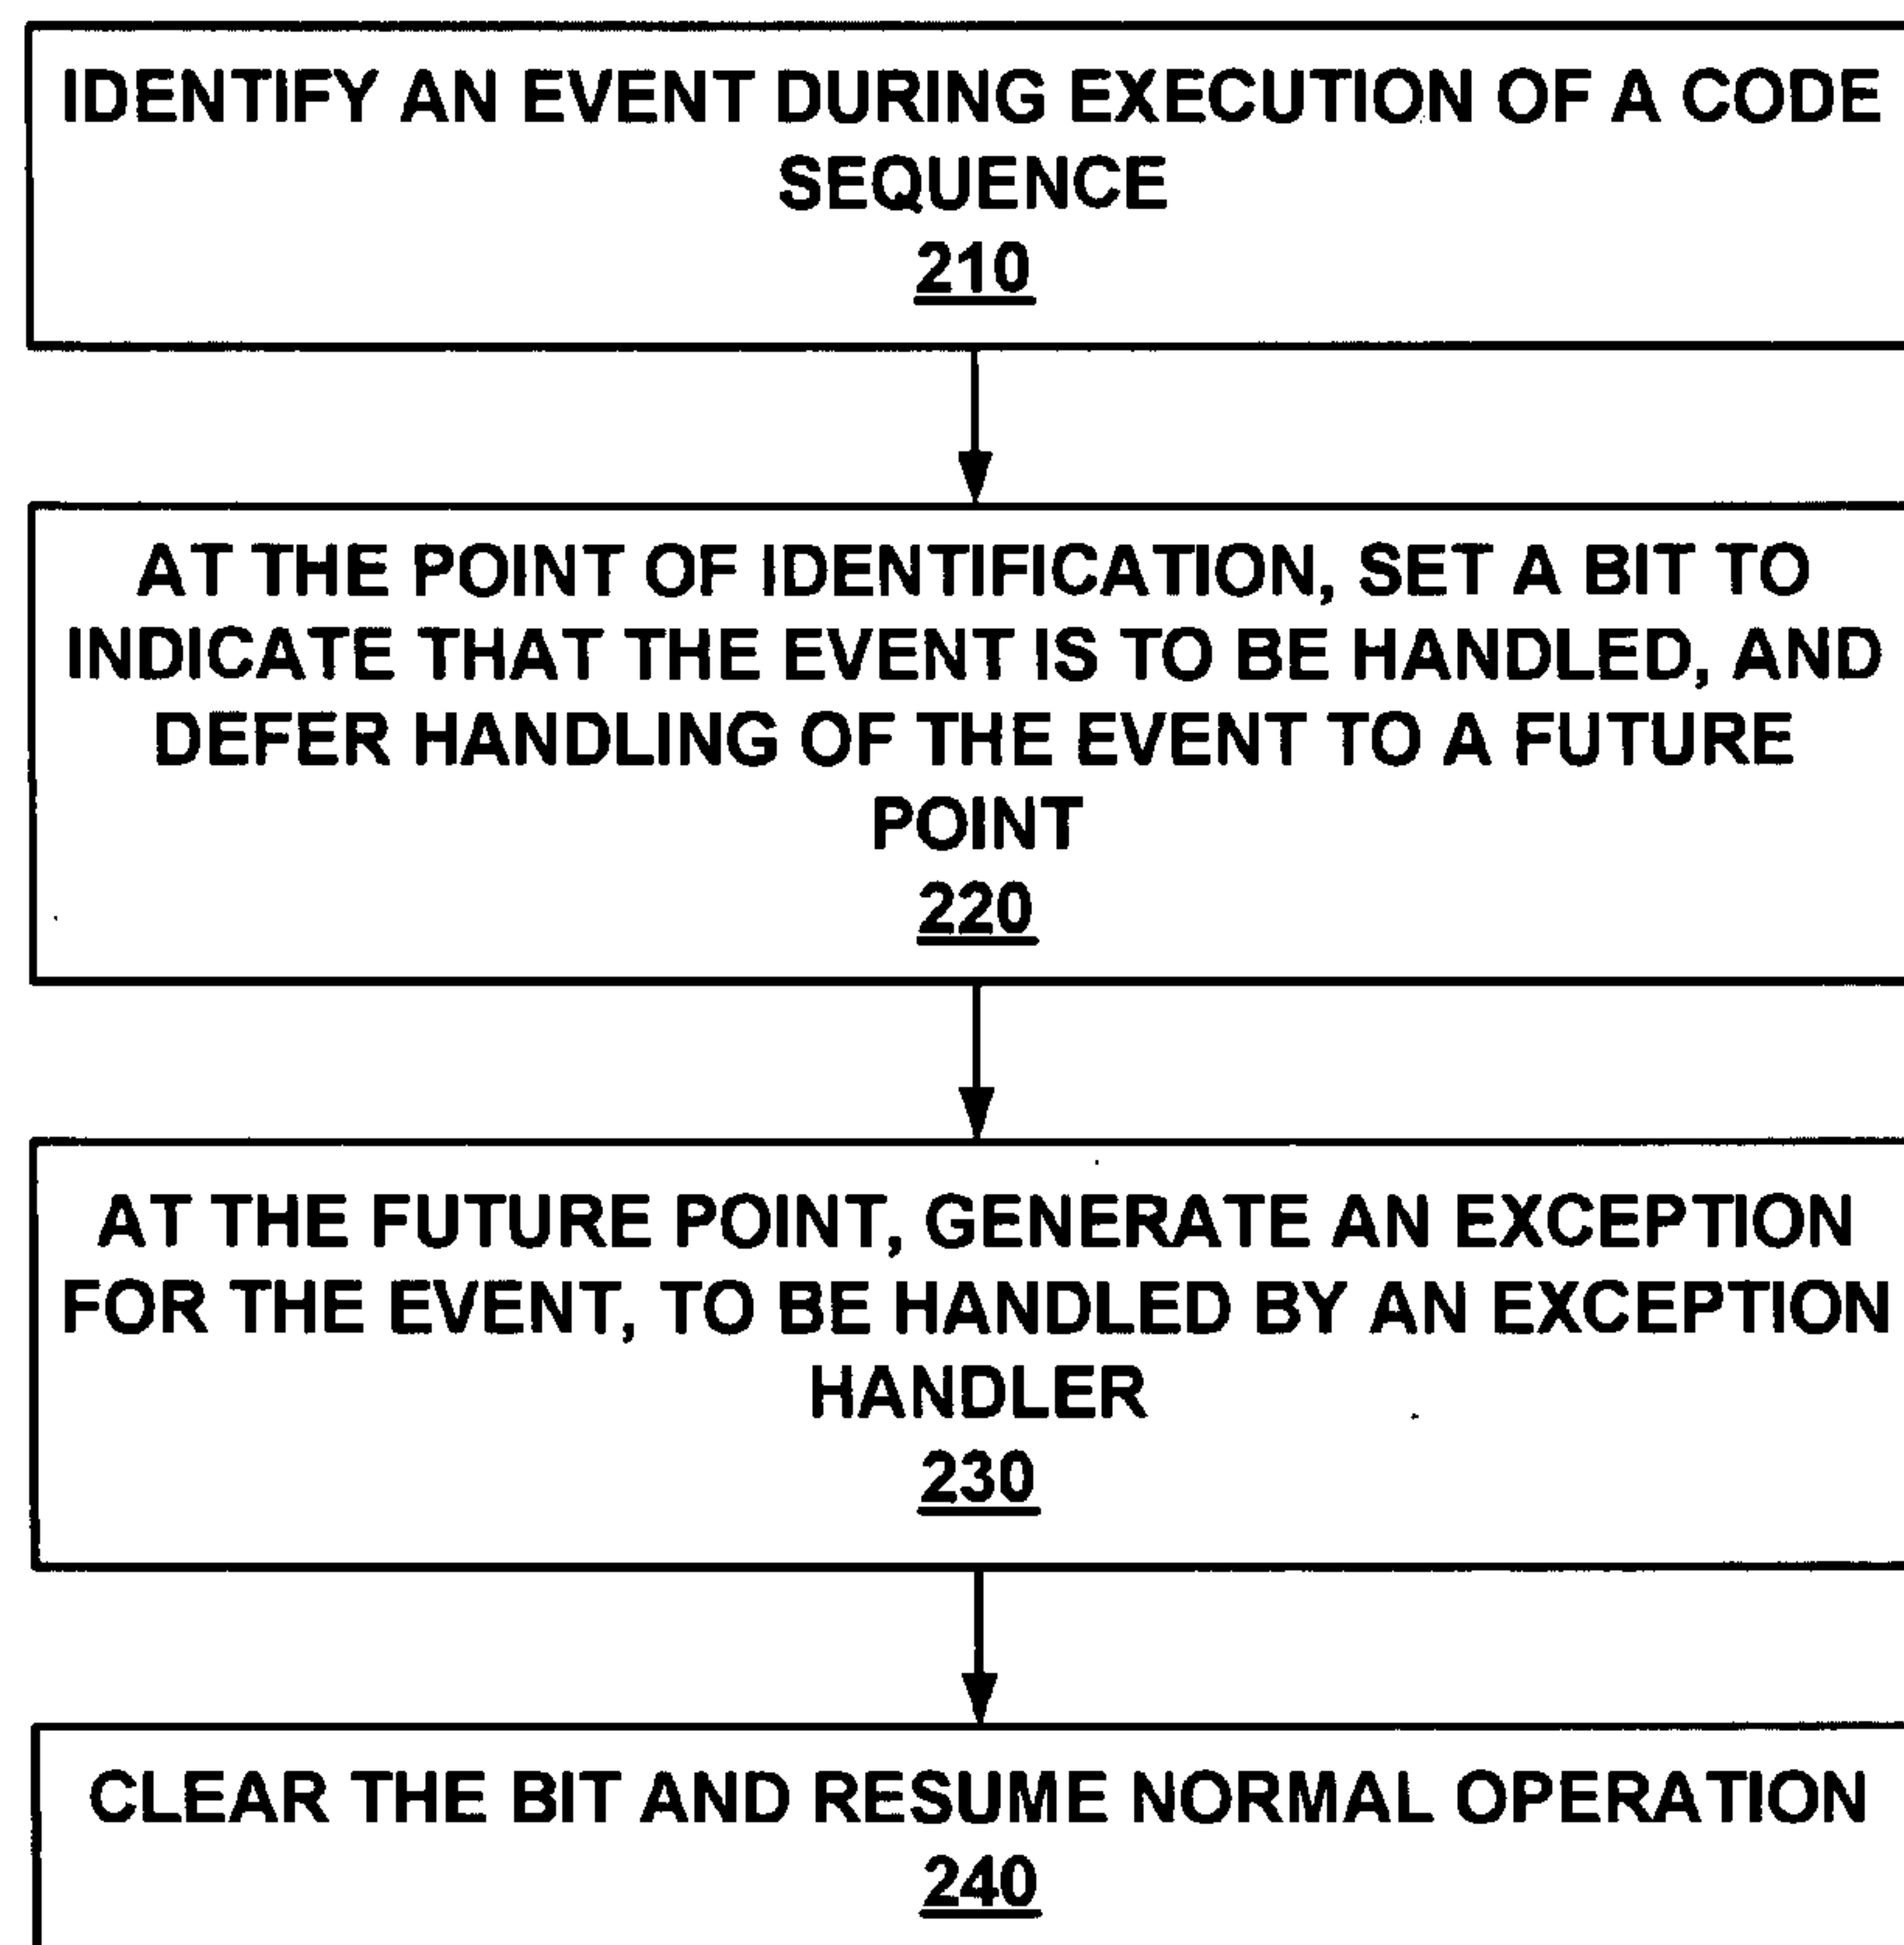 IDENTIFY AN EVENT DURING EXECUTION OF A CODE
SEQUENCE
210
AT THE POINT OF IDENTIFICATION, SET A BIT TO
INDICATE THAT THE EVENT IS TO BE HANDLED, AND
DEFER HANDLING OF THE EVENT TO A FUTURE
POINT
220
AT THE FUTURE POINT, GENERATE AN EXCEPTION
FOR THE EVENT, TO BE HANDLED BY AN EXCEPTION
HANDLER
230
CLEAR THE BIT AND RESUME NORMAL OPERATION
240